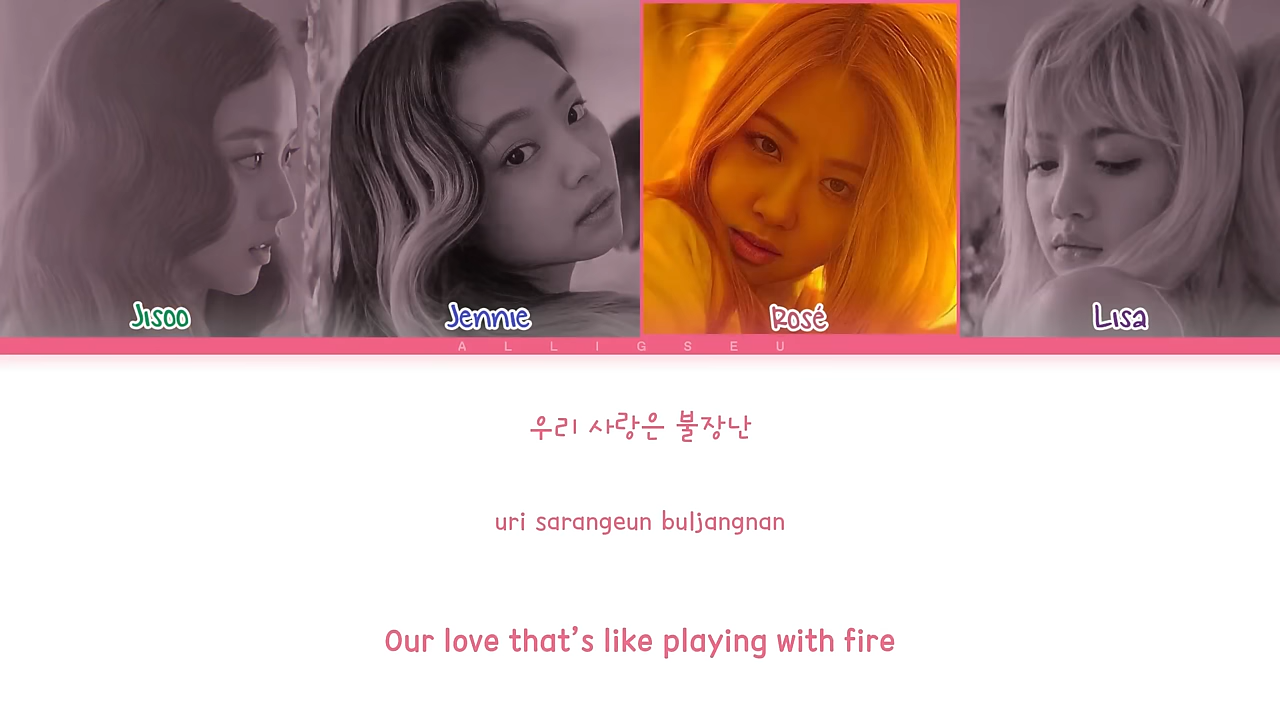 Jisoo Jennie Rosé Lisa
ALLIGSEU
우리 사랑은 불장난
uri sarangeun buljangnan
Our love that's like playing with fire